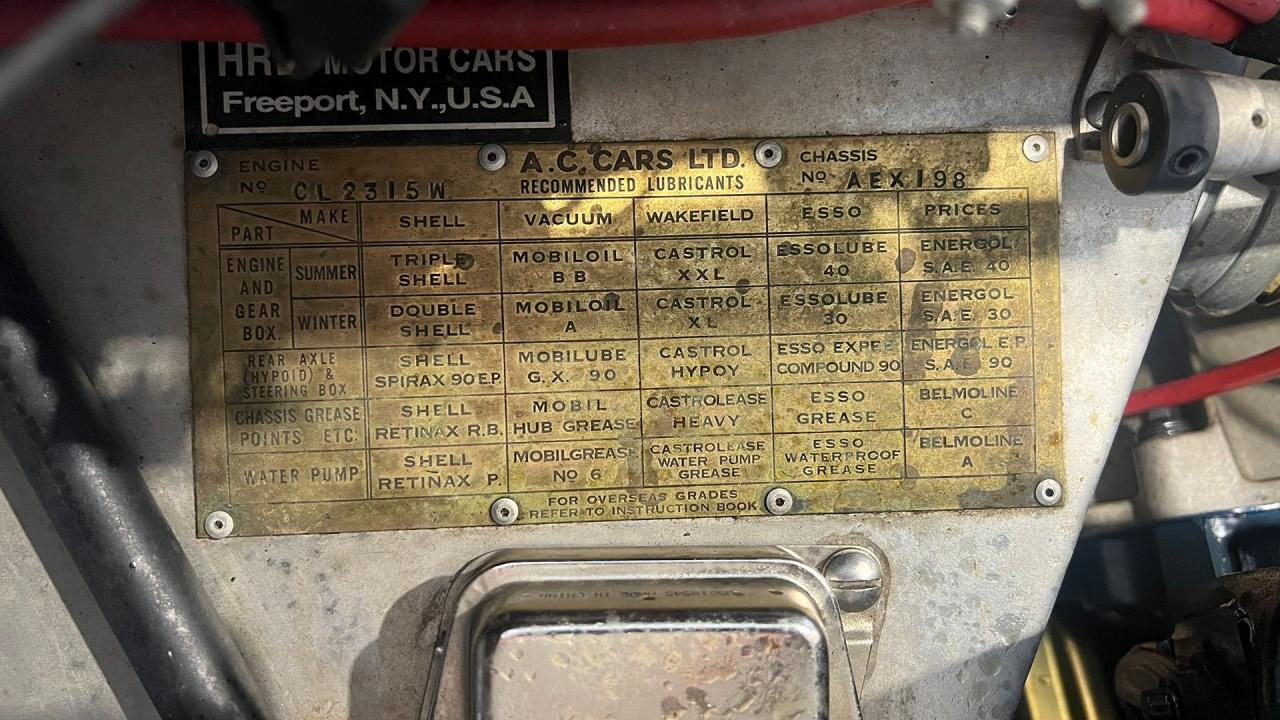 MOTOR CARS
Freeport, N.Y.,U.S.A
ENGINE
Nº CL2315W
A.C. CARS LTD.
RECOMMENDED LUBRICANTS
CHASSIS
Nº AEX198
MAKE
PART
SHELL
VACUUM
WAKEFIELD
ESSO
PRICES
ENGINE
AND
GEAR
BOX.
SUMMER
TRIPLE
SHELL
MOBILOIL
BB
CASTROL
XXL
ESSOLUBE
40
ENERGOL
S.A.E. 40
WINTER
DOUBLE
SHELL
MOBILOIL
A
CASTROL
XL
ESSOLUBE
30
ENERGOL
S.A.E. 30
REAR AXLE
(HYPOID) &
STEERING BOX
SHELL
SPIRAX 90 E.P.
MOBILUBE
G.X. 90
CASTROL
HYPOY
ESSO EXPEE
COMPOUND 90
ENERGOL E.P.
S.A.E. 90
CHASSIS GREASE
POINTS ETC.
SHELL
RETINAX R.B.
MOBIL
HUB GREASE
CASTROLEASE
HEAVY
ESSO
GREASE
BELMOLINE
C
WATER PUMP
SHELL
RETINAX P.
MOBILGREASE
Nº 6
CASTROLEASE
WATER PUMP
GREASE
ESSO
WATERPROOF
GREASE
BELMOLINE
A
FOR OVERSEAS GRADES
REFER TO INSTRUCTION BOOK
MADE IN CHINA